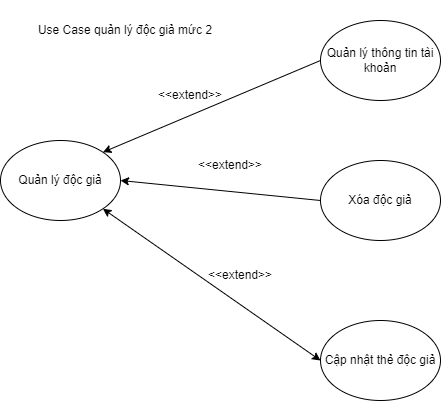 Use Case quản lý độc giả mức 2
Quản lý thông tin tài
khoản
<<extend>>
<<extend>>
Quản lý độc giả
Xóa độc giả
<<extend>>
Cập nhật thẻ độc giả